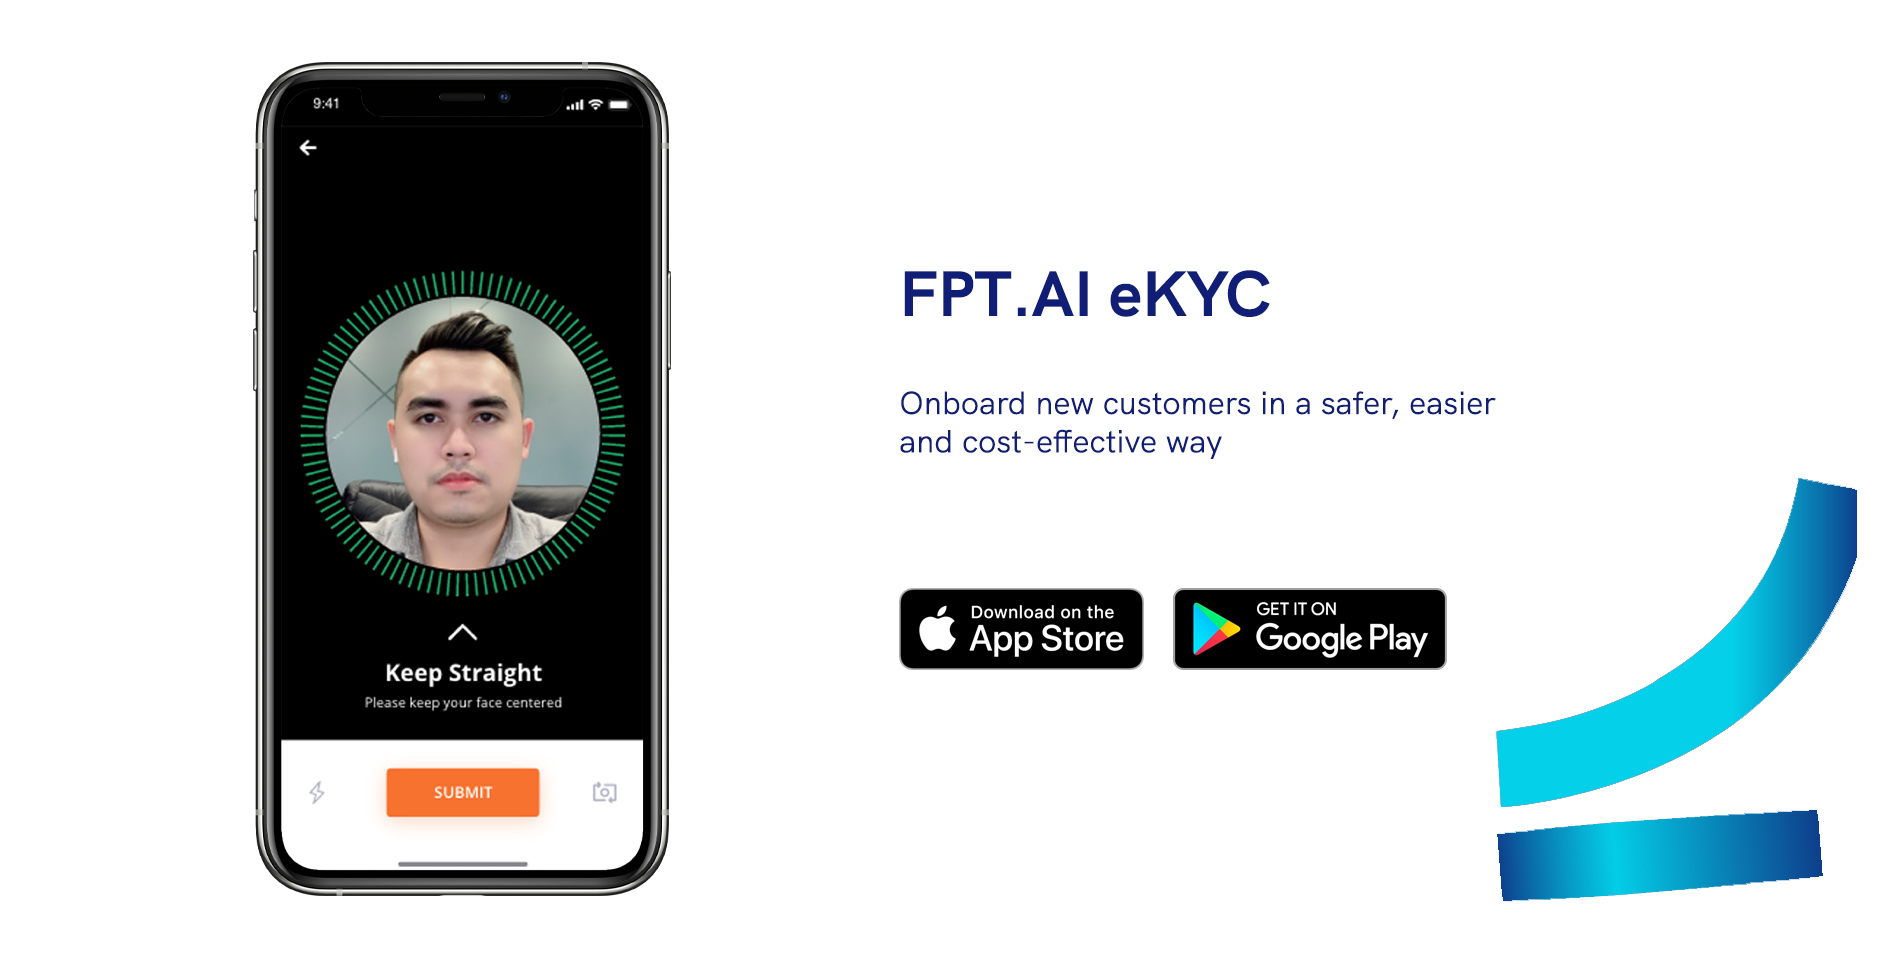 9:41
Keep Straight
Please keep your face centered
SUBMIT
FPT.AI eKYC
Onboard new customers in a safer, easier
and cost-effective way
Download on the
App Store
GET IT ON
Google Play